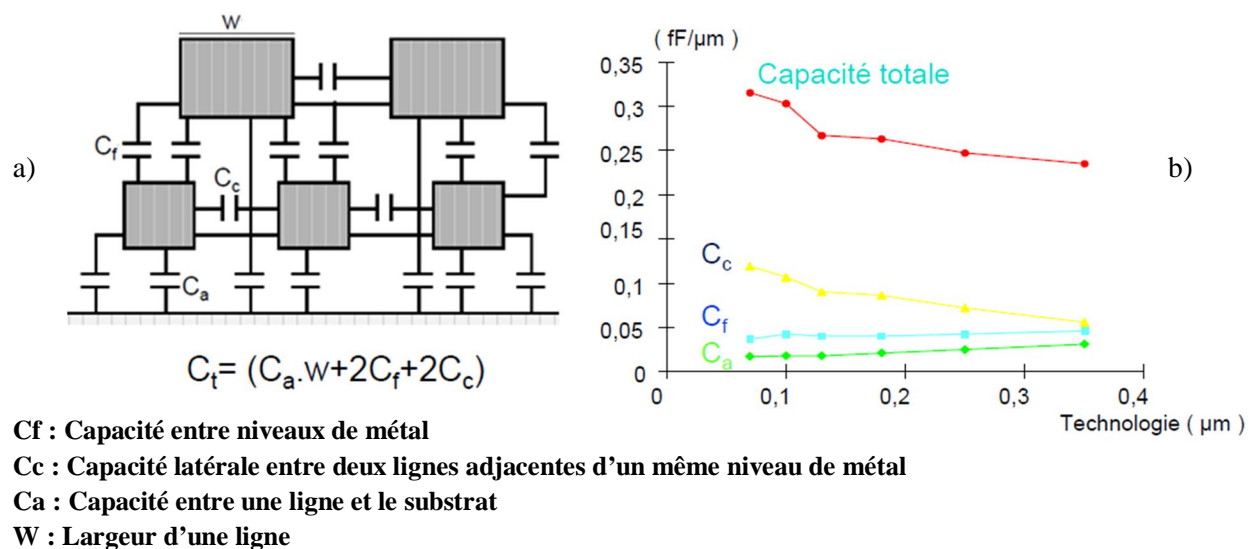 a)
W
Cf
Cc
Ca
Ct= (Ca.w+2Cf+2Cc)
b)
( fF/µm )
0,35
0,3
0,25
0,2
0,15
0,1
0,05
0
Capacité totale
Cc
Cf
Ca
0 0,1 0,2 0,3 0,4
Technologie ( µm )
Cf : Capacité entre niveaux de métal
Cc : Capacité latérale entre deux lignes adjacentes d’un même niveau de métal
Ca : Capacité entre une ligne et le substrat
W : Largeur d’une ligne